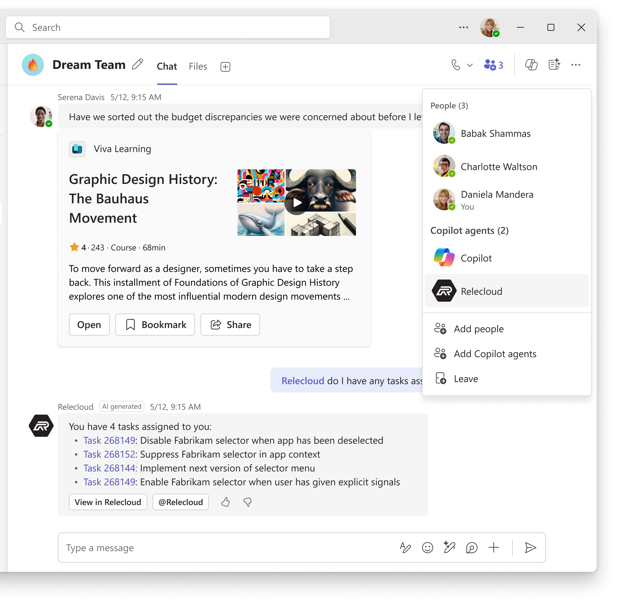 Search
Dream Team
Chat
Files
3
Serena Davis 5/12, 9:15 AM
Have we sorted out the budget discrepancies we were concerned about before I le
Viva Learning
Graphic Design History:
The Bauhaus
Movement
4 · 243 · Course · 68min
To move forward as a designer, sometimes you have to take a step
back. This installment of Foundations of Graphic Design History
explores one of the most influential modern design movements ...
Open
Bookmark
Share
Relecloud do I have any tasks ass
Relecloud AI generated 5/12, 9:15 AM
You have 4 tasks assigned to you:
• Task 268149: Disable Fabrikam selector when app has been deselected
• Task 268152: Suppress Fabrikam selector in app context
• Task 268144: Implement next version of selector menu
• Task 268149: Enable Fabrikam selector when user has given explicit signals
View in Relecloud
@Relecloud
Type a message
People (3)
Babak Shammas
Charlotte Waltson
Daniela Mandera
You
Copilot agents (2)
Copilot
Relecloud
Add people
Add Copilot agents
Leave